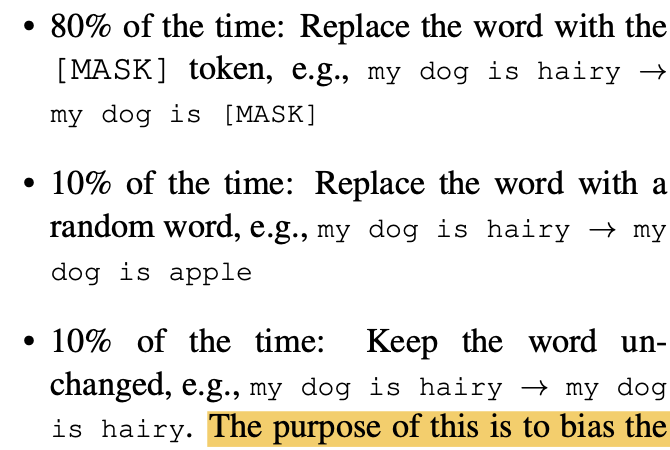 • 80% of the time: Replace the word with the
[MASK] token, e.g., my dog is hairy →
my dog is [MASK]
• 10% of the time: Replace the word with a
random word, e.g., my dog is hairy → my
dog is apple
• 10% of the time: Keep the word un-
changed, e.g., my dog is hairy → my dog
is hairy. The purpose of this is to bias the